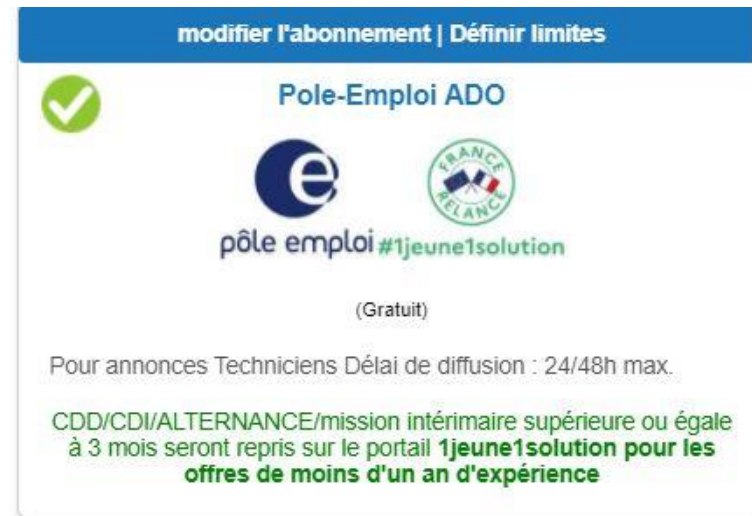 modifier l'abonnement | Définir limites
Pole-Emploi ADO
e
FRANCE
RELANCE
pôle emploi #1jeune1solution
(Gratuit)
Pour annonces Techniciens Délai de diffusion : 24/48h max.
CDD/CDI/ALTERNANCE/mission intérimaire supérieure ou égale
à 3 mois seront repris sur le portail 1jeune1solution pour les
offres de moins d'un an d'expérience